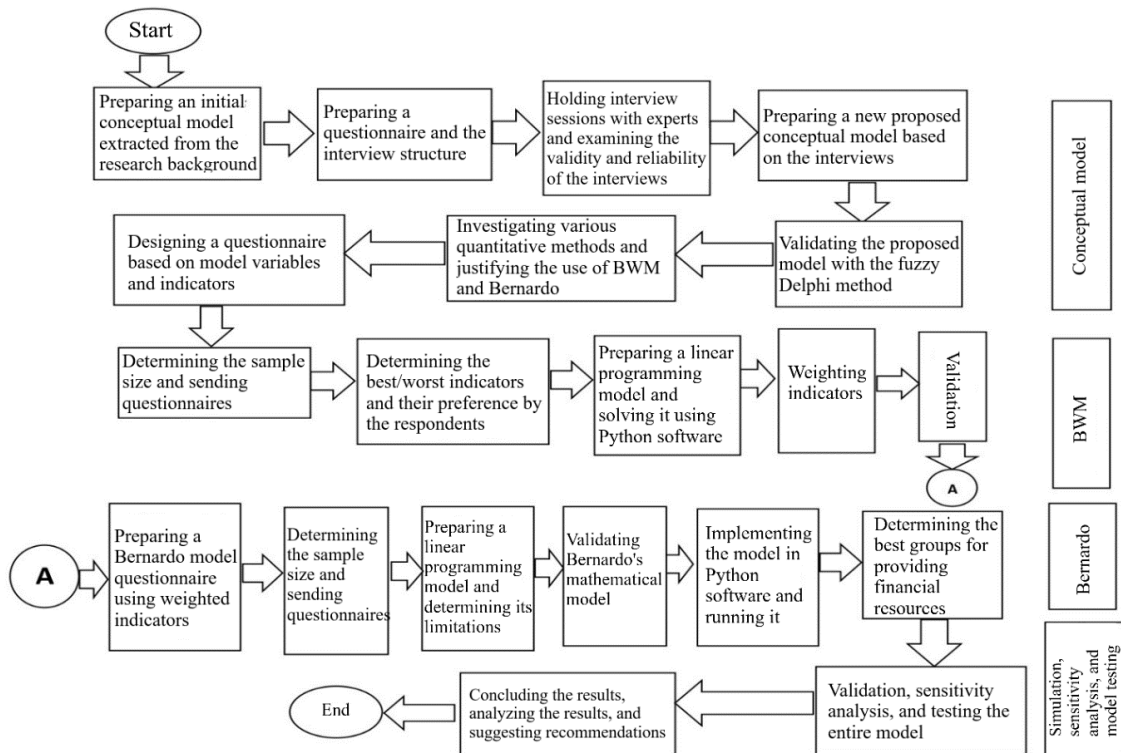 Start
Preparing an initial
conceptual model
extracted from the
research background
Preparing a
questionnaire and the
interview structure
Holding interview
sessions with experts
and examining the
validity and reliability
of the interviews
Preparing a new proposed
conceptual model based
on the interviews
Conceptual model
Validating the proposed
model with the fuzzy
Delphi method
Investigating various
quantitative methods and
justifying the use of BWM
and Bernardo
Designing a questionnaire
based on model variables
and indicators
Determining the sample
size and sending
questionnaires
Determining the
best/worst indicators
and their preference by
the respondents
Preparing a linear
programming
model and
solving it using
Python software
Weighting
indicators
Validation
BWM
A
A
Preparing a
Bernardo model
questionnaire
using weighted
indicators
Determining
the sample
size and
sending
questionnaires
Preparing a
linear
programming
model and
determining its
limitations
Validating
Bernardo's
mathematical
model
Implementing
the model in
Python
software and
running it
Determining the
best groups for
providing
financial
resources
Bernardo
Validation, sensitivity
analysis, and testing the
entire model
Concluding the results,
analyzing the results, and
suggesting recommendations
End
Simulation,
sensitivity
analysis, and
model testing